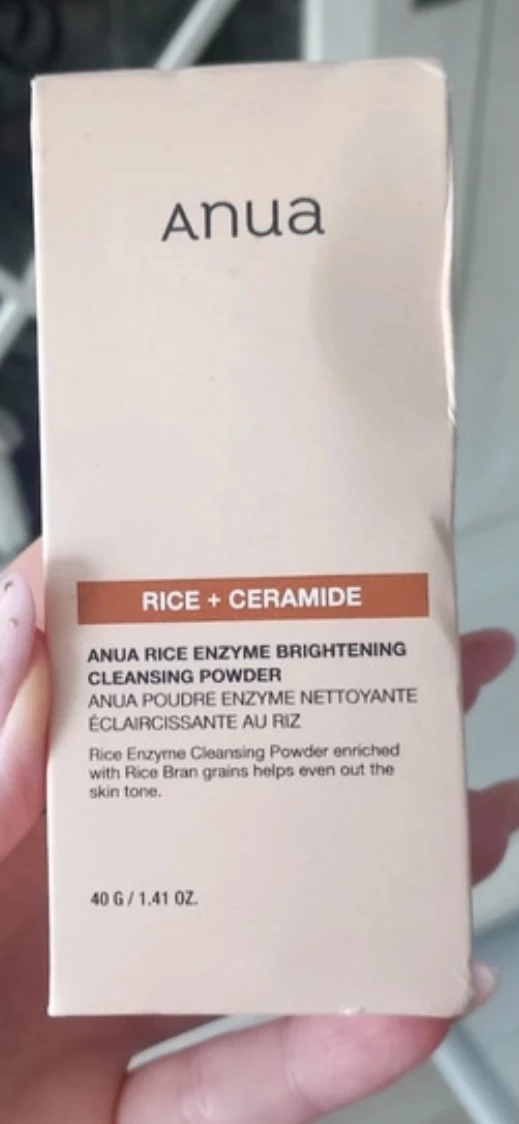 Anua
RICE + CERAMIDE
ANUA RICE ENZYME BRIGHTENING
CLEANSING POWDER
ANUA POUDRE ENZYME NETTOYANTE
ÉCLAIRCISSANTE AU RIZ
Rice Enzyme Cleansing Powder enriched
with Rice Bran grains helps even out the
skin tone.
40 G / 1.41 OZ.